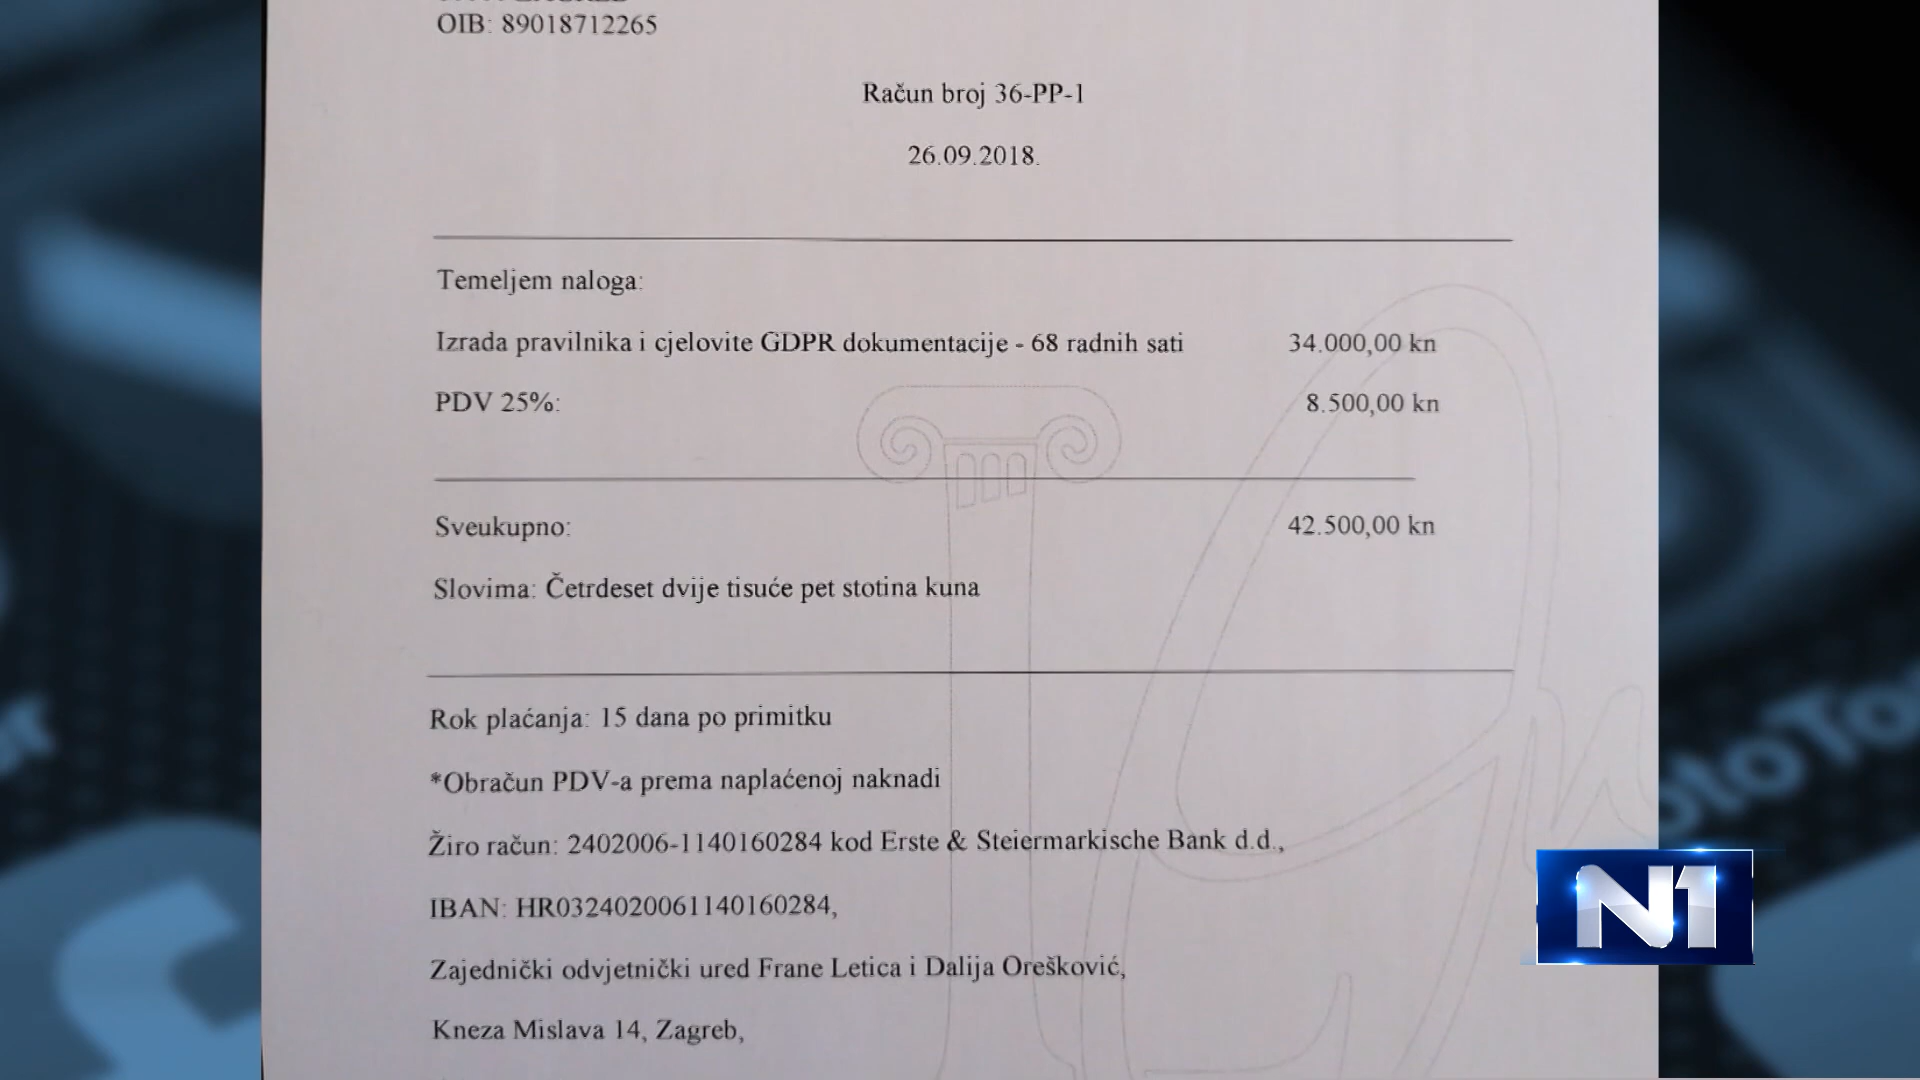 OIB: 89018712265
Račun broj 36-PP-1
26.09.2018.
Temeljem naloga:
Izrada pravilnika i cjelovite GDPR dokumentacije - 68 radnih sati 34.000,00 kn
PDV 25%: 8.500,00 kn
Sveukupno: 42.500,00 kn
Slovima: Četrdeset dvije tisuće pet stotina kuna
Rok plaćanja: 15 dana po primitku
*Obračun PDV-a prema naplaćenoj naknadi
Žiro račun: 2402006-1140160284 kod Erste & Steiermarkische Bank d.d.,
IBAN: HR0324020061140160284,
Zajednički odvjetnički ured Frane Letica i Dalija Orešković,
Kneza Mislava 14, Zagreb,
N1